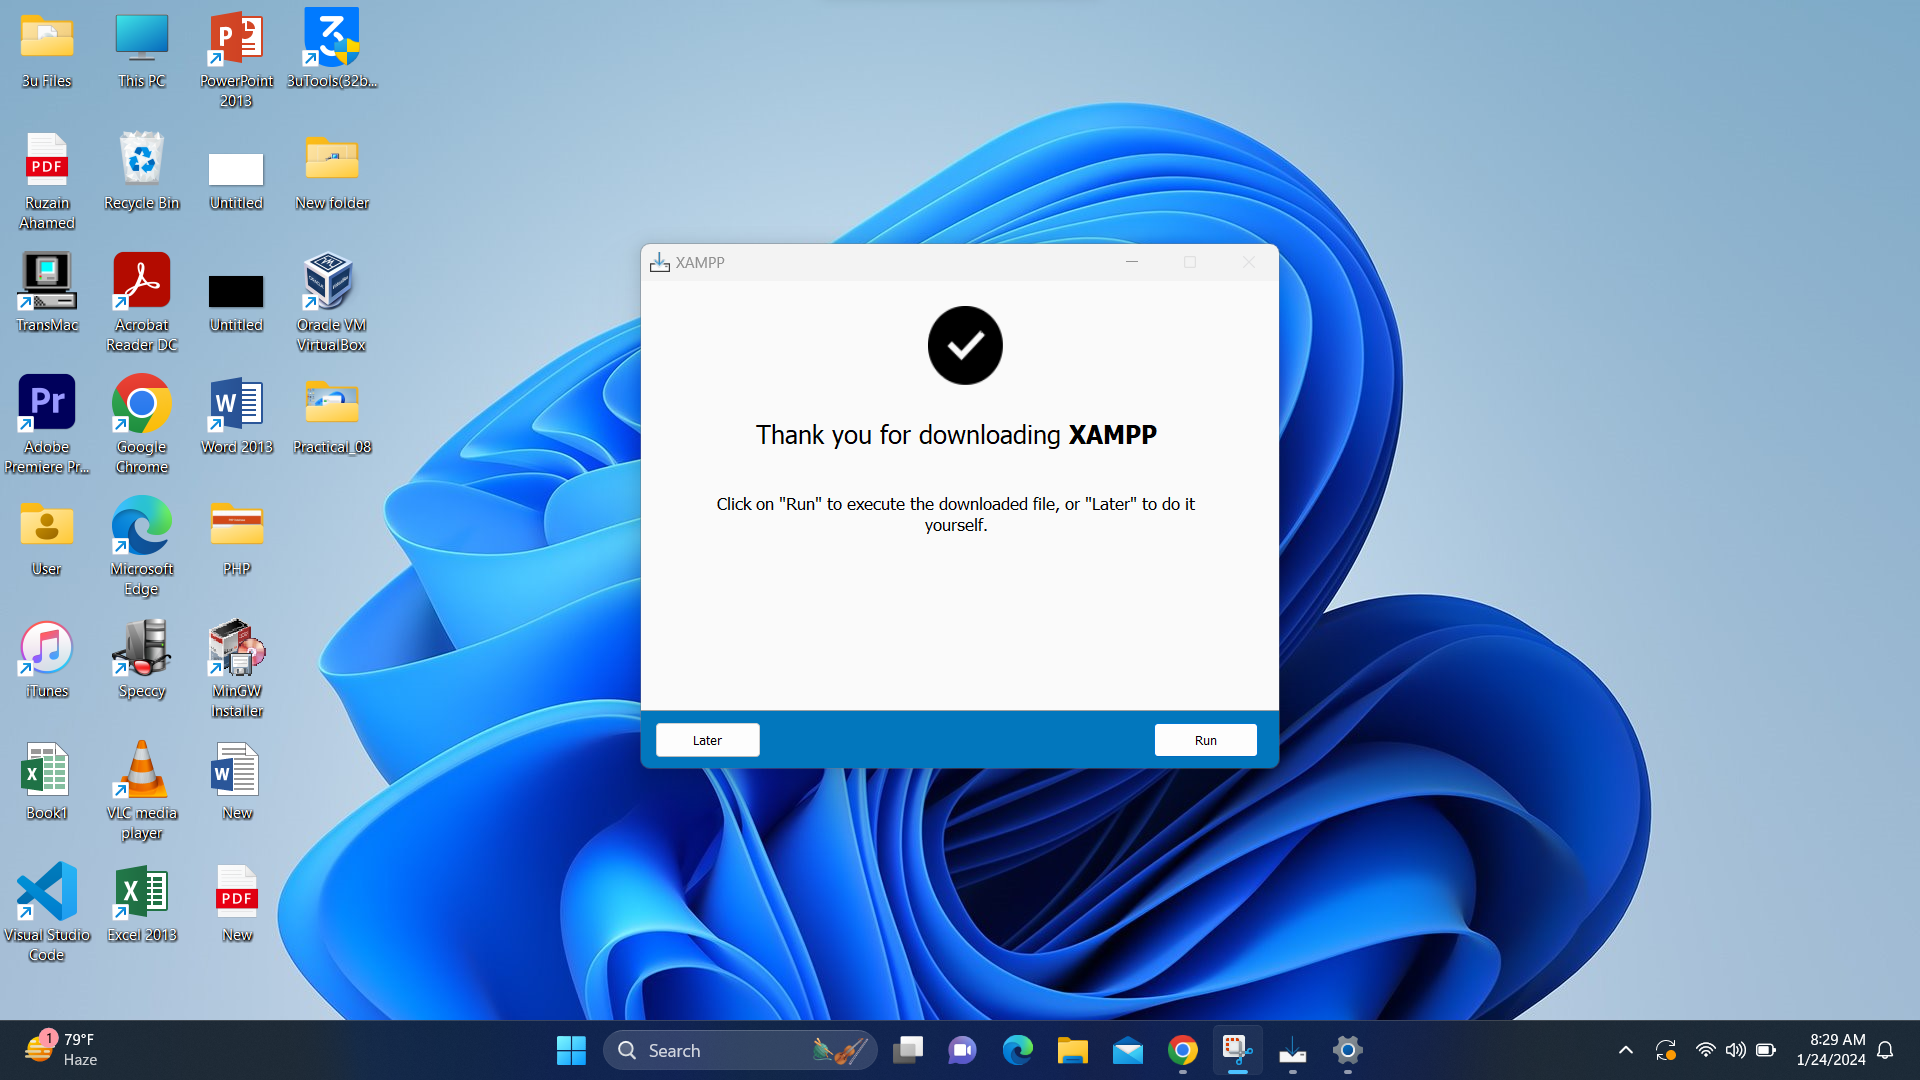 3u Files
This PC
PowerPoint
2013
3uTools(32b...
PDF
Ruzain
Ahamed
Recycle Bin
Untitled
New folder
TransMac
Acrobat
Reader DC
Untitled
Oracle VM
VirtualBox
Pr
Adobe
Premiere Pr...
Google
Chrome
Word 2013
Practical_08
User
Microsoft
Edge
PHP
iTunes
Speccy
MinGW
Installer
Book1
VLC media
player
New
Visual Studio
Code
Excel 2013
PDF
New
XAMPP
Thank you for downloading XAMPP
Click on "Run" to execute the downloaded file, or "Later" to do it
yourself.
Later
Run
1
79°F
Haze
Search
8:29 AM
1/24/2024